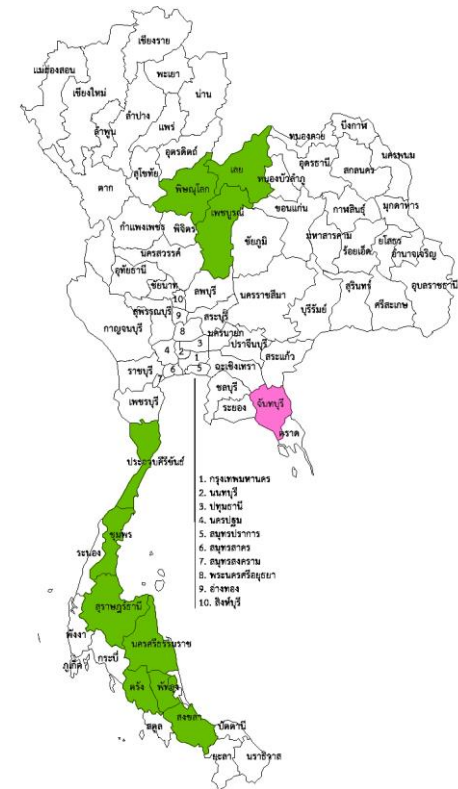 เชียงราย
แม่ฮ่องสอน
เชียงใหม่
พะเยา
น่าน
ลำปาง
ลำพูน
แพร่
อุตรดิตถ์
สุโขทัย
ตาก
พิษณุโลก
เลย
เพชรบูรณ์
หนองคาย
บึงกาฬ
อุดรธานี
หนองบัวลำภู
สกลนคร
นครพนม
กำแพงเพชร
พิจิตร
ขอนแก่น
กาฬสินธุ์
มุกดาหาร
มหาสารคาม
ร้อยเอ็ด
ยโสธร
อำนาจเจริญ
ชัยภูมิ
นครสวรรค์
อุทัยธานี
ชัยนาท
ลพบุรี
นครราชสีมา
บุรีรัมย์
สุรินทร์
ศรีสะเกษ
อุบลราชธานี
10
สุพรรณบุรี
9
สระบุรี
8
นครนายก
กาญจนบุรี
3
ปราจีนบุรี
4
2
1
สระแก้ว
ราชบุรี
6
5
ฉะเชิงเทรา
7
ชลบุรี
เพชรบุรี
ระยอง
จันทบุรี
ตราด
ประจวบคีรีขันธ์
1. กรุงเทพมหานคร
2. นนทบุรี
3. ปทุมธานี
4. นครปฐม
5. สมุทรปราการ
6. สมุทรสาคร
7. สมุทรสงคราม
8. พระนครศรีอยุธยา
9. อ่างทอง
10. สิงห์บุรี
ชุมพร
ระนอง
สุราษฎร์ธานี
พังงา
นครศรีธรรมราช
กระบี่
ภูเก็ต
ตรัง
พัทลุง
สงขลา
สตูล
ปัตตานี
ยะลา
นราธิวาส